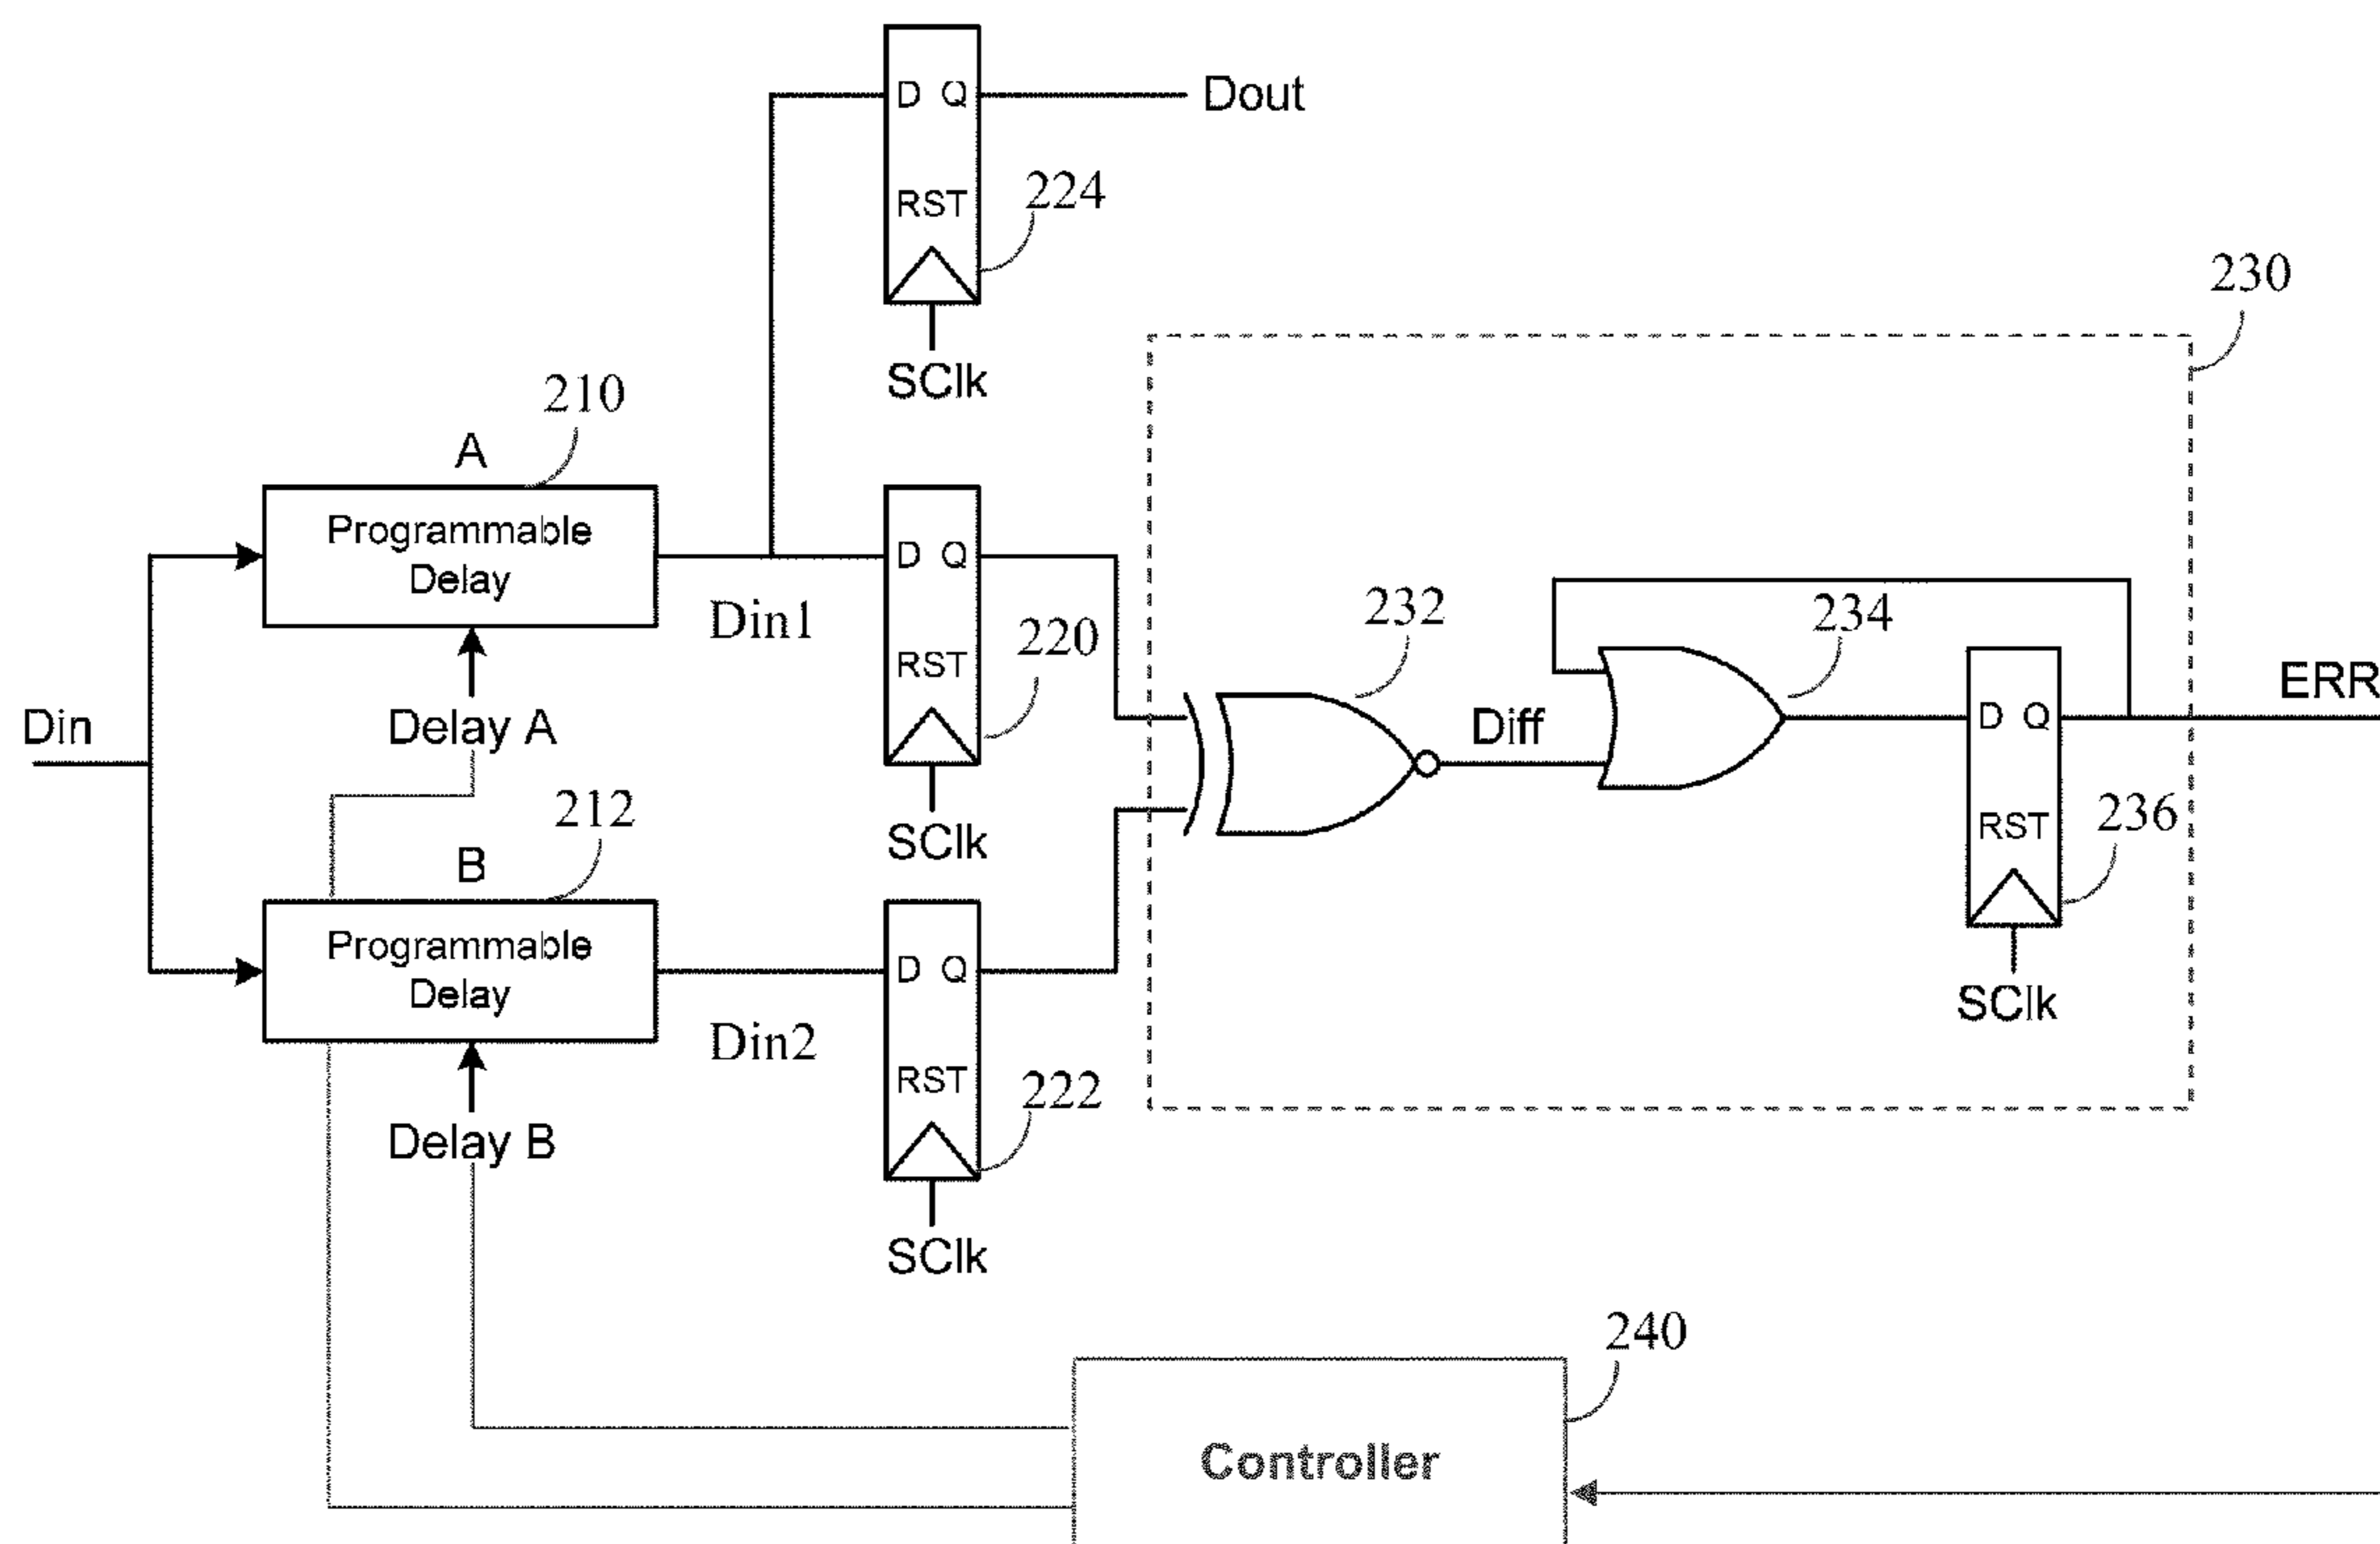 D Q
Dout
RST
224
SClk
230
210
A
Programmable
Delay
Din1
D Q
RST
220
SClk
232
234
Diff
D Q
ERR
RST
236
SClk
Din
Delay A
212
B
Programmable
Delay
Din2
D Q
RST
222
SClk
Delay B
240
Controller